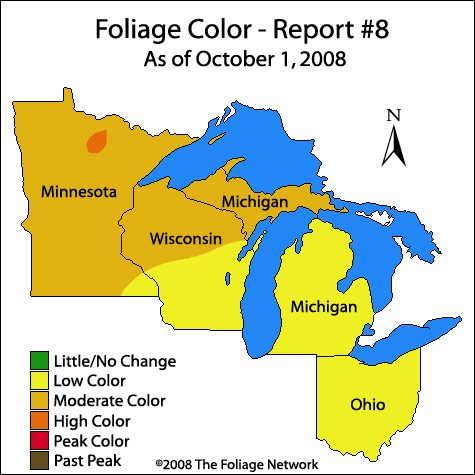 Foliage Color - Report #8
As of October 1, 2008
N
Minnesota
Michigan
Wisconsin
Michigan
Ohio
Little/No Change
Low Color
Moderate Color
High Color
Peak Color
Past Peak
©2008 The Foliage Network